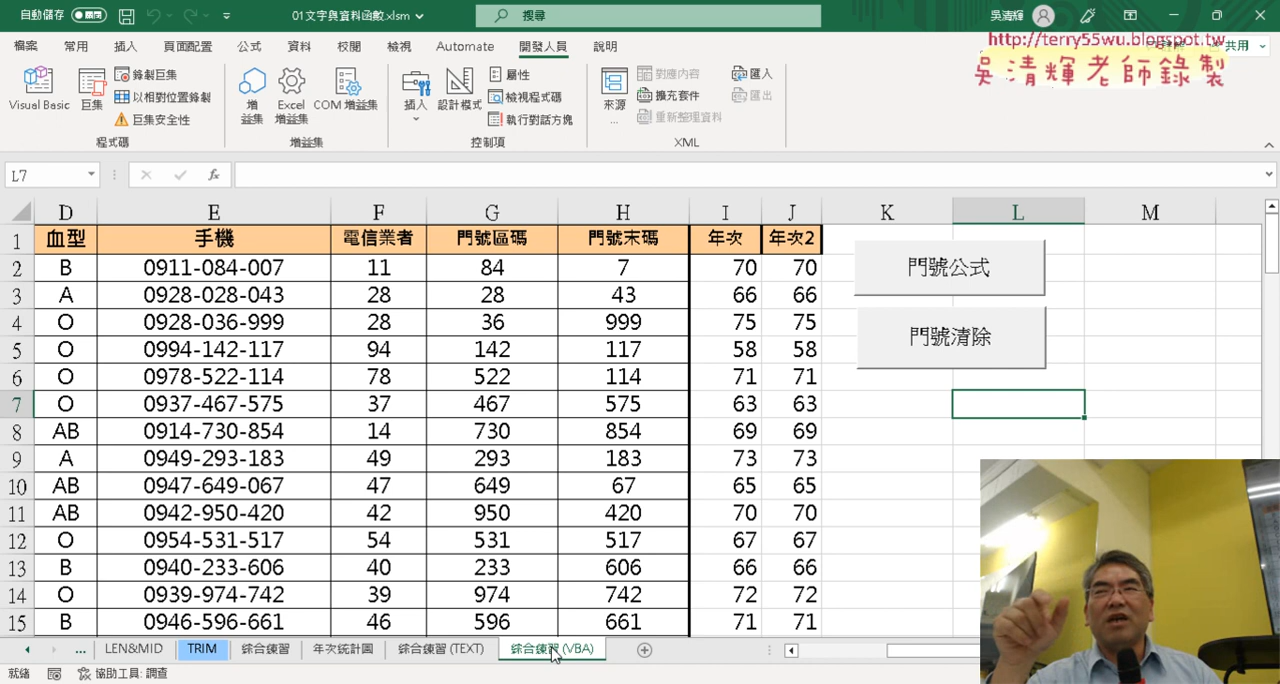 自動儲存 01文字與資料函數.xlsm 搜尋 吳清輝
http://terry55wu.blogspot.tw
吳清輝老師錄製
檔案 常用 插入 頁面配置 公式 資料 校閱 檢視 Automate 開發人員 說明 共用
Visual Basic 巨集 錄製巨集 以相對位置錄製 巨集安全性
增益集 Excel 增益集 COM 增益集
插入 設計模式 屬性 檢視程式碼 執行對話方塊
來源... 對應內容 擴充套件 重新整理資料 匯入 匯出
程式碼 增益集 控制項 XML
L7 fx
D E F G H I J K L M
1 血型 手機 電信業者 門號區碼 門號末碼 年次 年次2
2 B 0911-084-007 11 84 7 70 70
3 A 0928-028-043 28 28 43 66 66
4 O 0928-036-999 28 36 999 75 75
5 O 0994-142-117 94 142 117 58 58
6 O 0978-522-114 78 522 114 71 71
7 O 0937-467-575 37 467 575 63 63
8 AB 0914-730-854 14 730 854 69 69
9 A 0949-293-183 49 293 183 73 73
10 AB 0947-649-067 47 649 67 65 65
11 AB 0942-950-420 42 950 420 70 70
12 O 0954-531-517 54 531 517 67 67
13 B 0940-233-606 40 233 606 66 66
14 O 0939-974-742 39 974 742 72 72
15 B 0946-596-661 46 596 661 71 71
門號公式
門號清除
... LEN&MID TRIM 綜合練習 年次統計圖 綜合練習 (TEXT) 綜合練習 (VBA)
就緒 協助工具: 調查